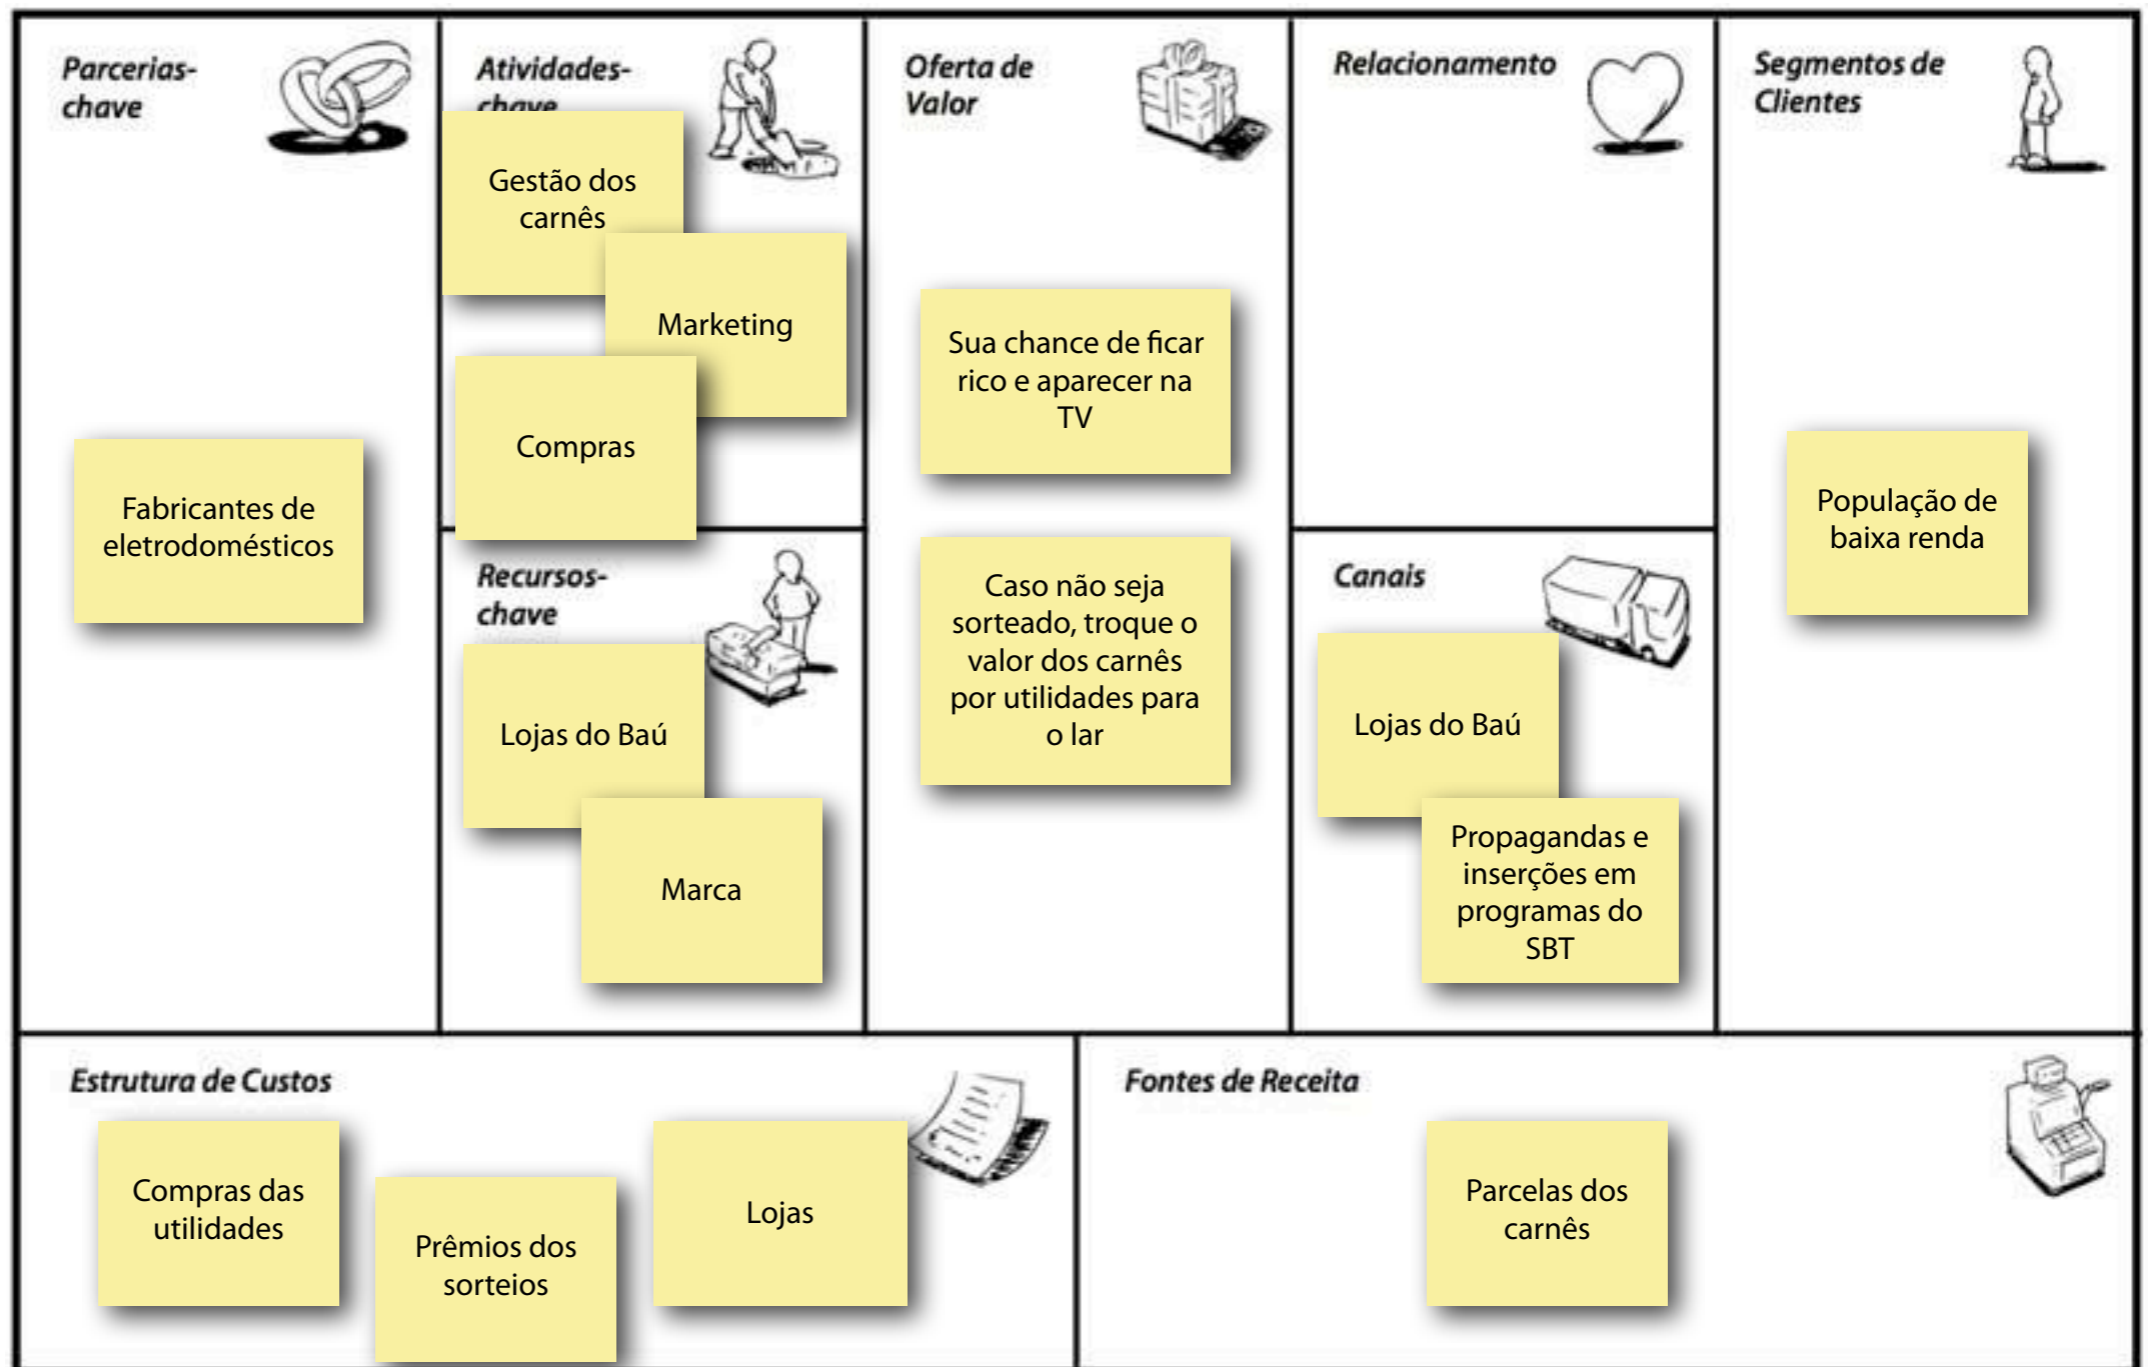 Parcerias-
chave
Fabricantes de
eletrodomésticos
Atividades-
chave
Gestão dos
carnês
Marketing
Compras
Recursos-
chave
Lojas do Baú
Marca
Oferta de
Valor
Sua chance de ficar
rico e aparecer na
TV
Caso não seja
sorteado, troque o
valor dos carnês
por utilidades para
o lar
Relacionamento
Canais
Lojas do Baú
Propagandas e
inserções em
programas do
SBT
Segmentos de
Clientes
População de
baixa renda
Estrutura de Custos
Compras das
utilidades
Prêmios dos
sorteios
Lojas
Fontes de Receita
Parcelas dos
carnês